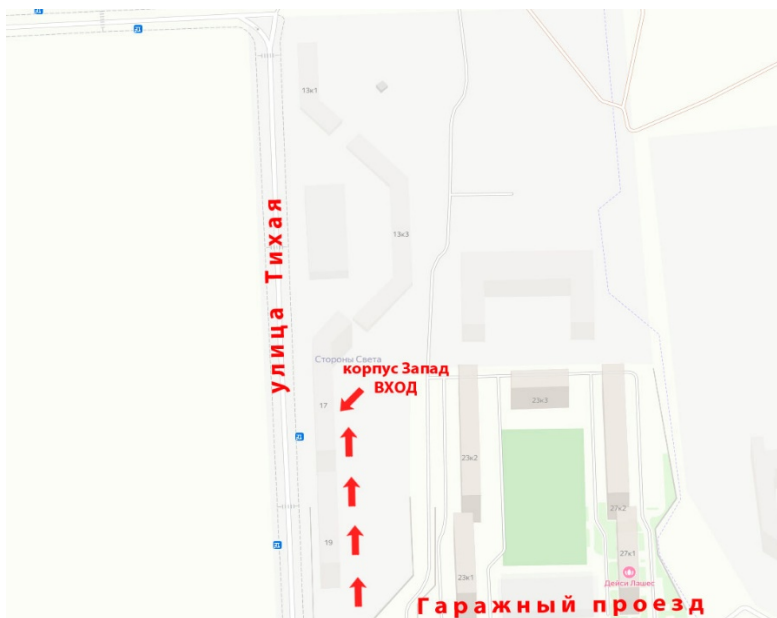 13к1
13к3
улица Тихая
Стороны Света
корпус Запад
ВХОД
17
23к3
23к2
27к2
19
27к1
23к1
Дейси Лашес
Гаражный проезд